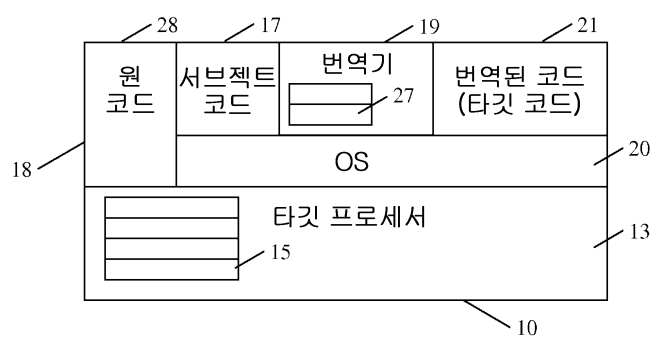 28
17
19
21
원
코드
서브젝트
코드
번역기
27
번역된 코드
(타깃 코드)
18
OS
20
타깃 프로세서
15
13
10